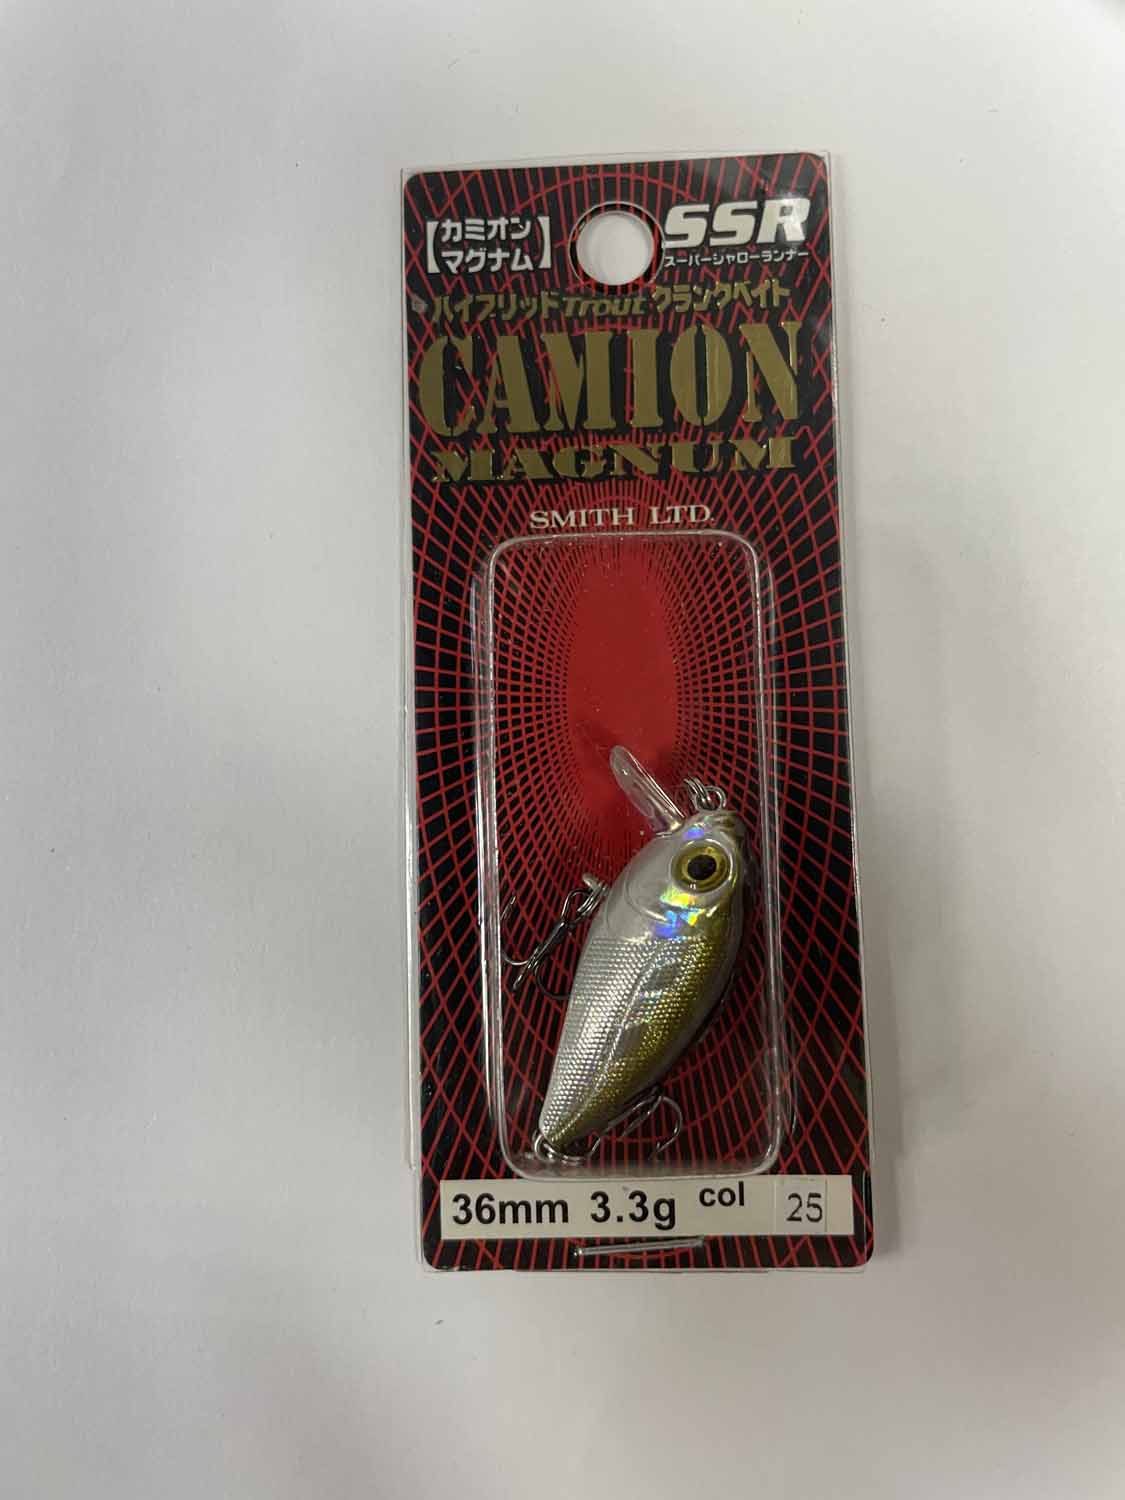 【カミオン
マグナム】
SSR
スーパーシャローランナー
ハイブリッドTroutクランクベイト
CAMION
MAGNUM
SMITH LTD.
36mm 3.3g col 25